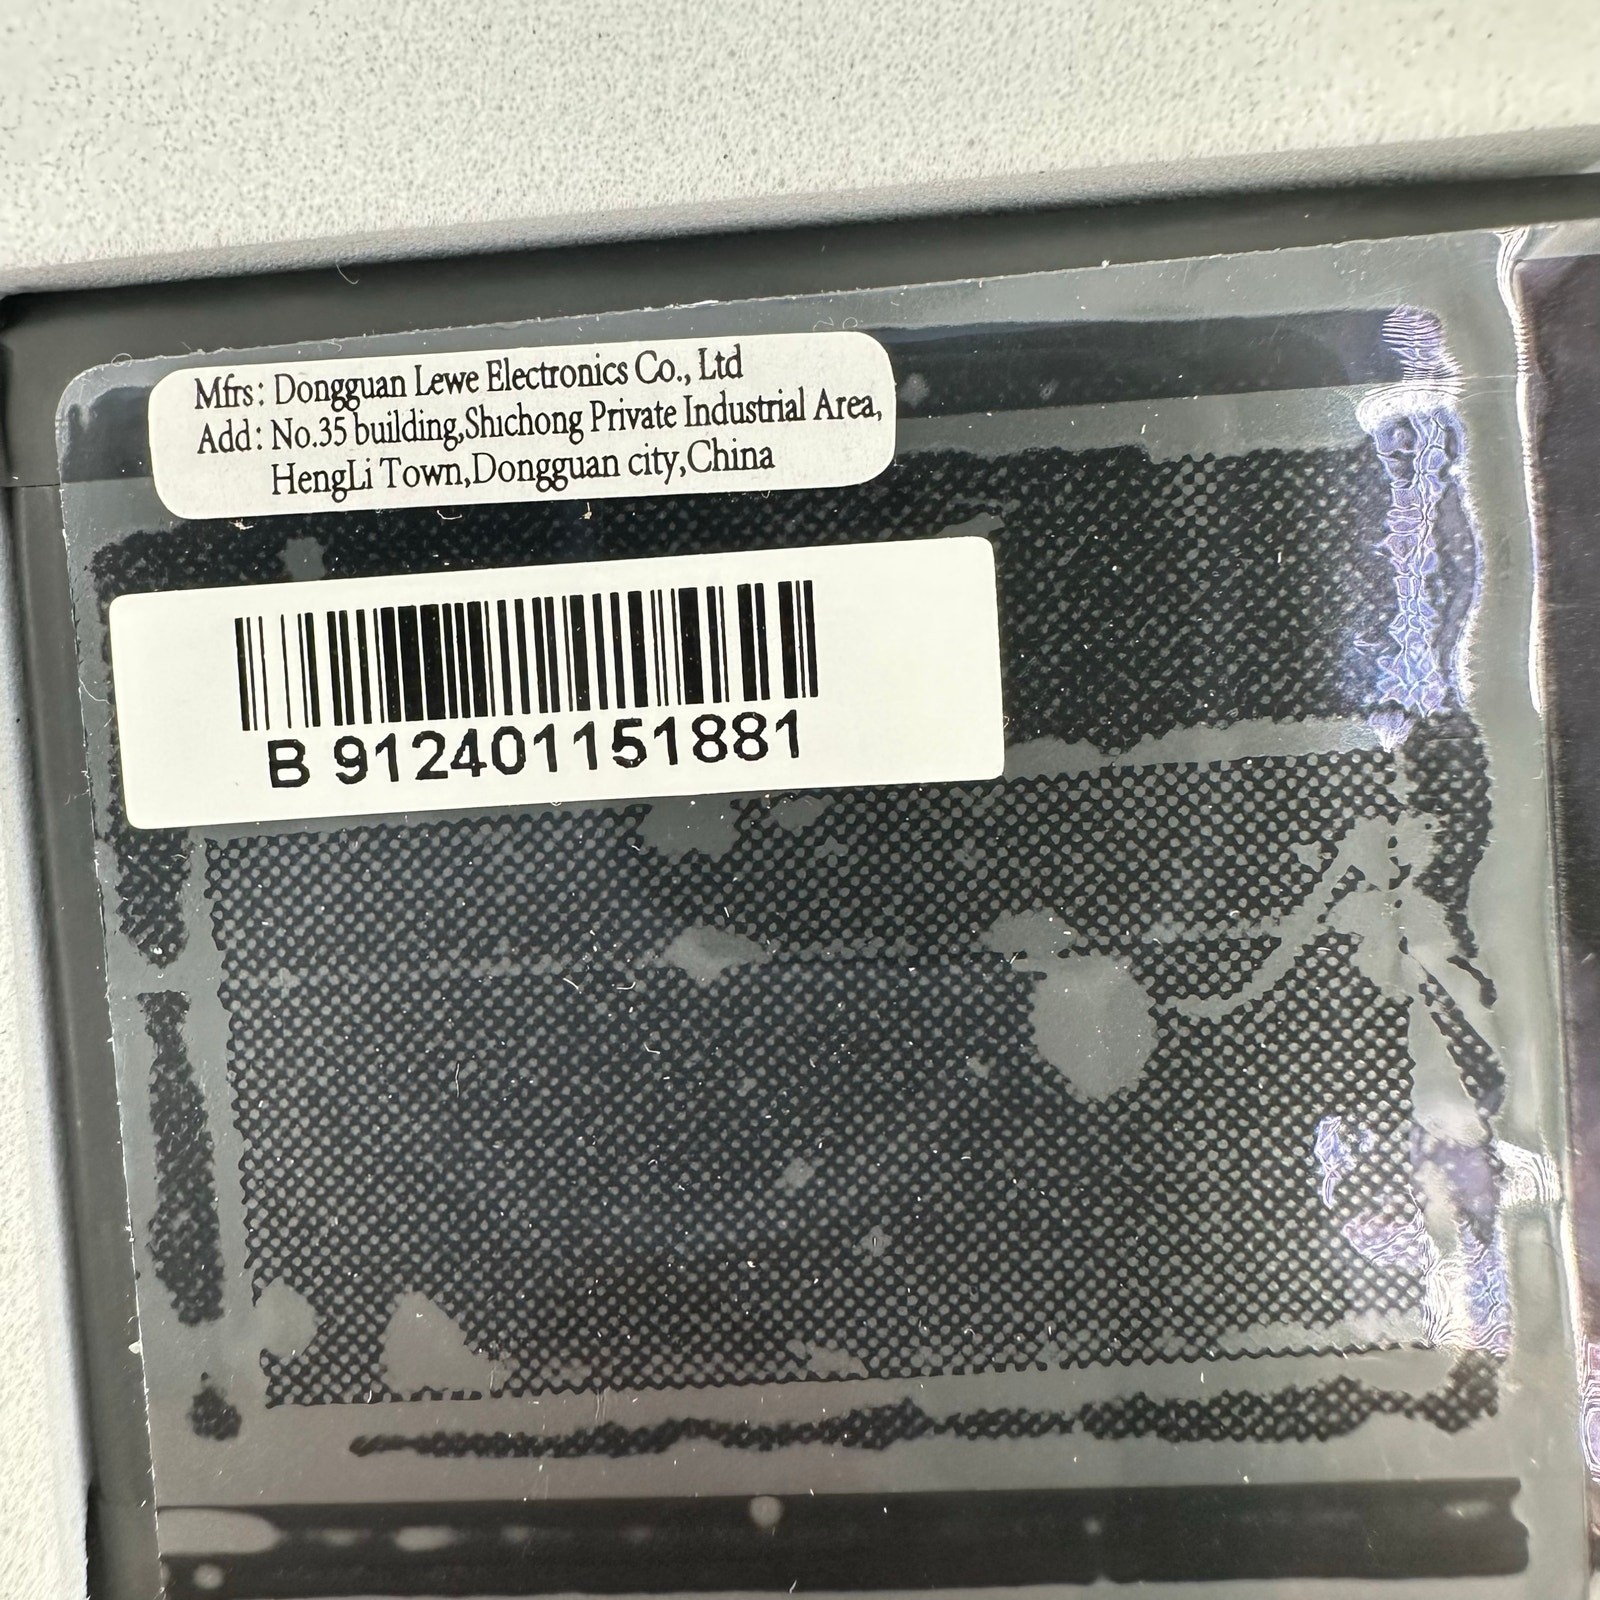 Mfrs: Dongguan Lewe Electronics Co., Ltd
Add: No.35 building,Shichong Private Industrial Area,
HengLi Town,Dongguan city,China
B 912401151881